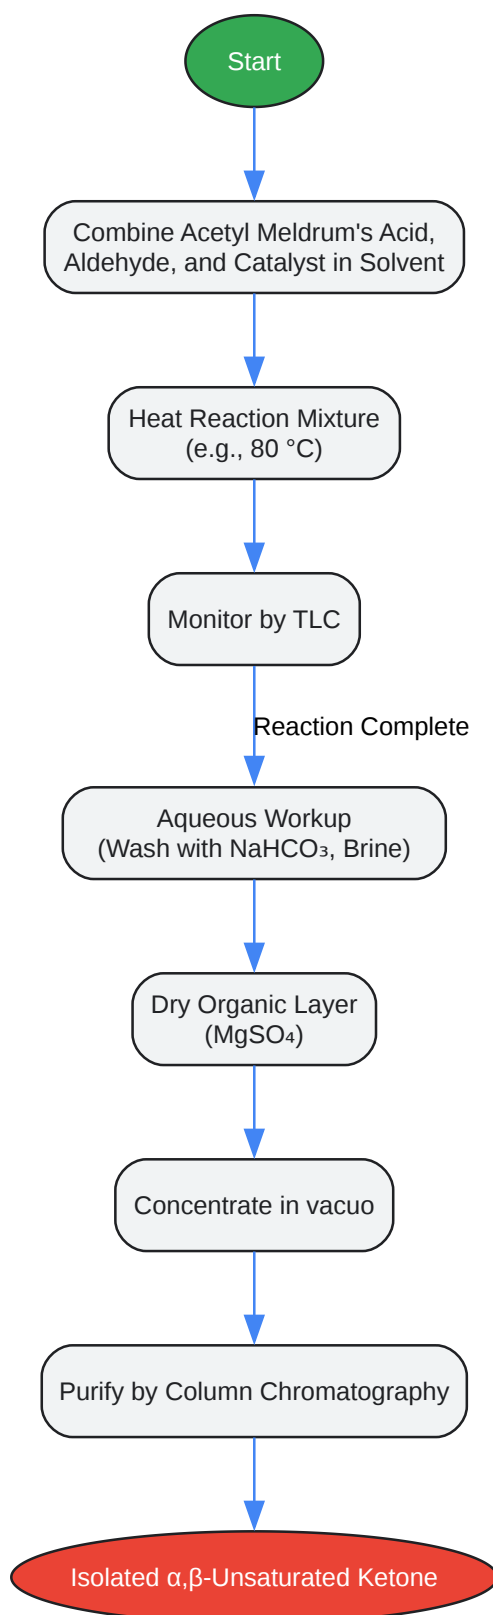 Start
Combine Acetyl Meldrum's Acid,
Aldehyde, and Catalyst in Solvent
Heat Reaction Mixture
(e.g., 80 °C)
Monitor by TLC
Reaction Complete
Aqueous Workup
(Wash with NaHCO₃, Brine)
Dry Organic Layer
(MgSO₄)
Concentrate in vacuo
Purify by Column Chromatography
Isolated α,β-Unsaturated Ketone